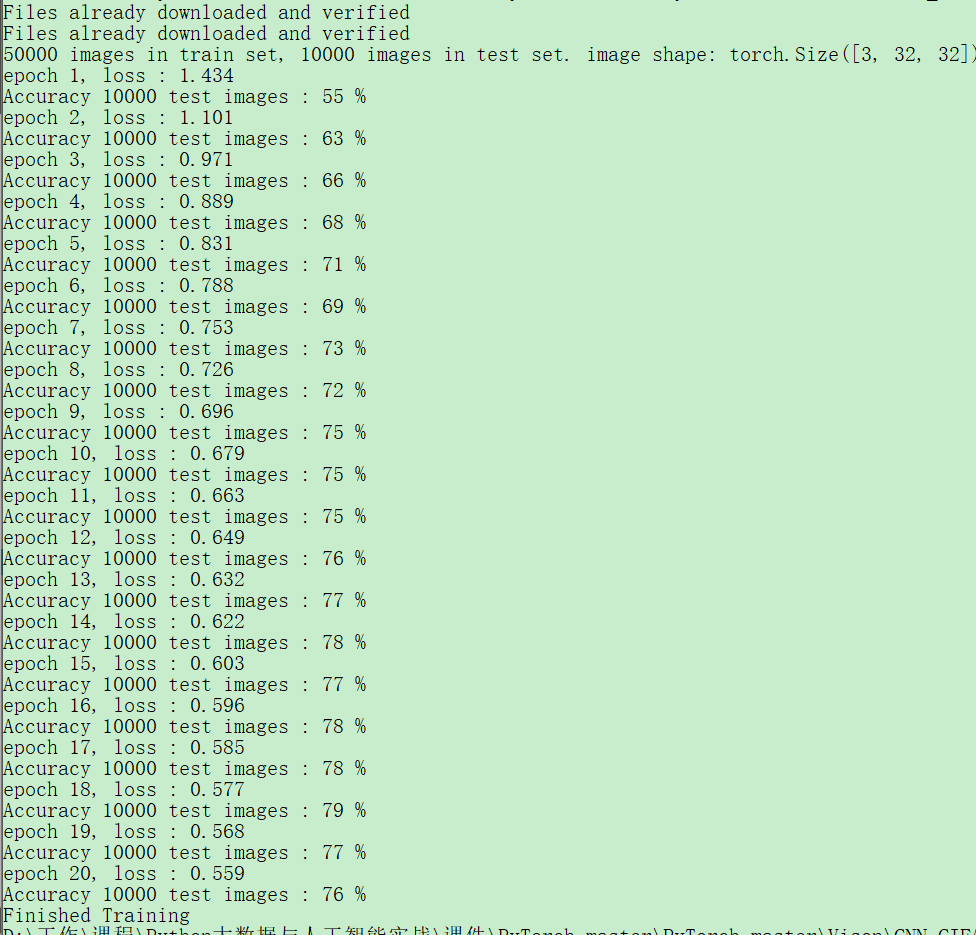 Files already downloaded and verified
Files already downloaded and verified
50000 images in train set, 10000 images in test set. image shape: torch.Size([3, 32, 32])
epoch 1, loss : 1.434
Accuracy 10000 test images : 55 %
epoch 2, loss : 1.101
Accuracy 10000 test images : 63 %
epoch 3, loss : 0.971
Accuracy 10000 test images : 66 %
epoch 4, loss : 0.889
Accuracy 10000 test images : 68 %
epoch 5, loss : 0.831
Accuracy 10000 test images : 71 %
epoch 6, loss : 0.788
Accuracy 10000 test images : 69 %
epoch 7, loss : 0.753
Accuracy 10000 test images : 73 %
epoch 8, loss : 0.726
Accuracy 10000 test images : 72 %
epoch 9, loss : 0.696
Accuracy 10000 test images : 75 %
epoch 10, loss : 0.679
Accuracy 10000 test images : 75 %
epoch 11, loss : 0.663
Accuracy 10000 test images : 75 %
epoch 12, loss : 0.649
Accuracy 10000 test images : 76 %
epoch 13, loss : 0.632
Accuracy 10000 test images : 77 %
epoch 14, loss : 0.622
Accuracy 10000 test images : 78 %
epoch 15, loss : 0.603
Accuracy 10000 test images : 77 %
epoch 16, loss : 0.596
Accuracy 10000 test images : 78 %
epoch 17, loss : 0.585
Accuracy 10000 test images : 78 %
epoch 18, loss : 0.577
Accuracy 10000 test images : 79 %
epoch 19, loss : 0.568
Accuracy 10000 test images : 77 %
epoch 20, loss : 0.559
Accuracy 10000 test images : 76 %
Finished Training
D:\工作\课程\Python大数据与人工智能实战\课件\PyTorch-master\PyTorch-master\Vison\CNN-CIF